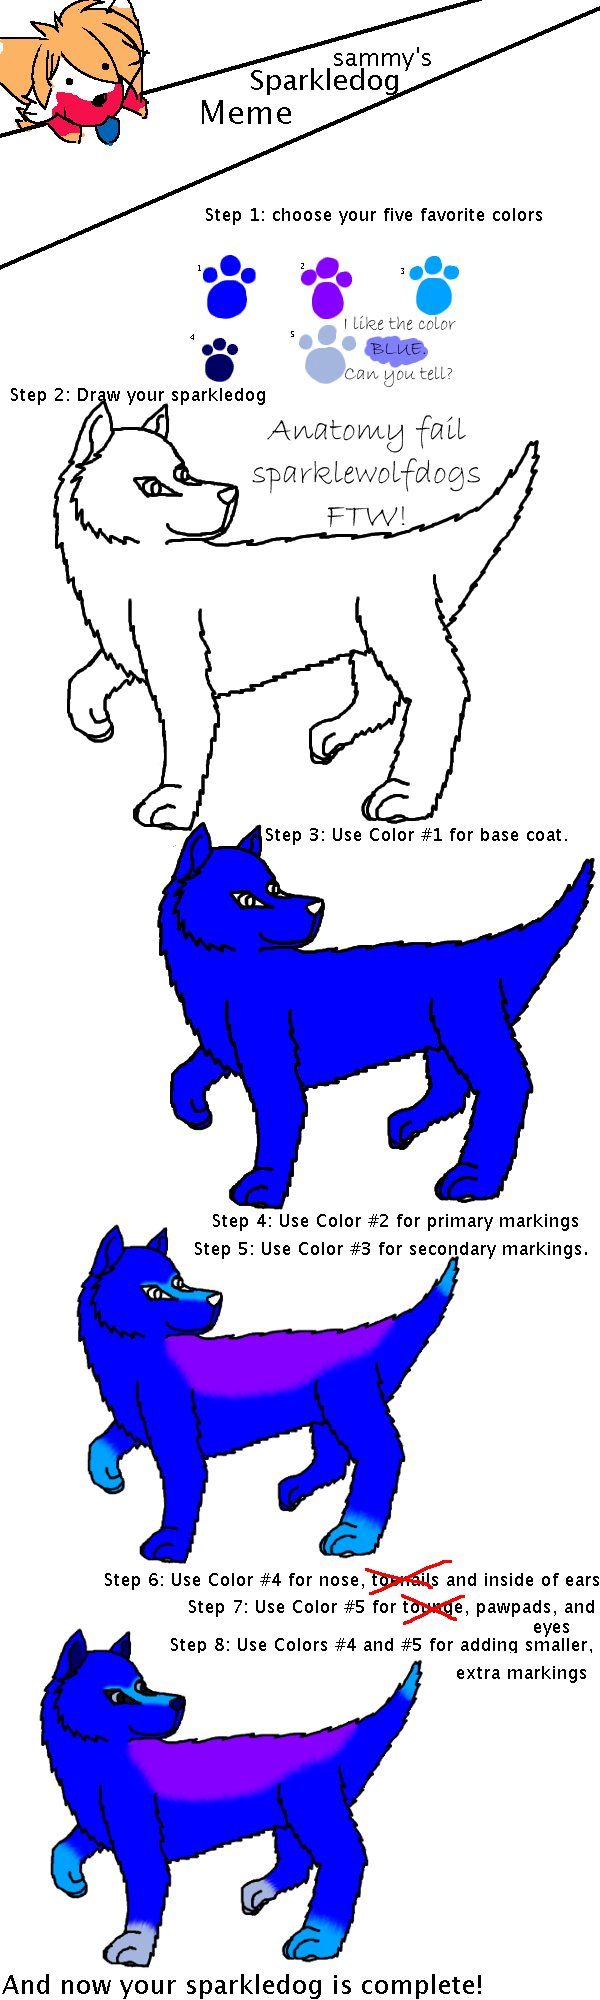 sammy's
Sparkledog
Meme
Step 1: choose your five favorite colors
1
2
3
I like the color
4
5
BLUE.
Can you tell?
Step 2: Draw your sparkledog
Anatomy fail
sparklewolfdogs
FTW!
Step 3: Use Color #1 for base coat.
Step 4: Use Color #2 for primary markings
Step 5: Use Color #3 for secondary markings.
Step 6: Use Color #4 for nose, toenails and inside of ears
Step 7: Use Color #5 for tounge, pawpads, and
eyes
Step 8: Use Colors #4 and #5 for adding smaller,
extra markings
And now your sparkledog is complete!